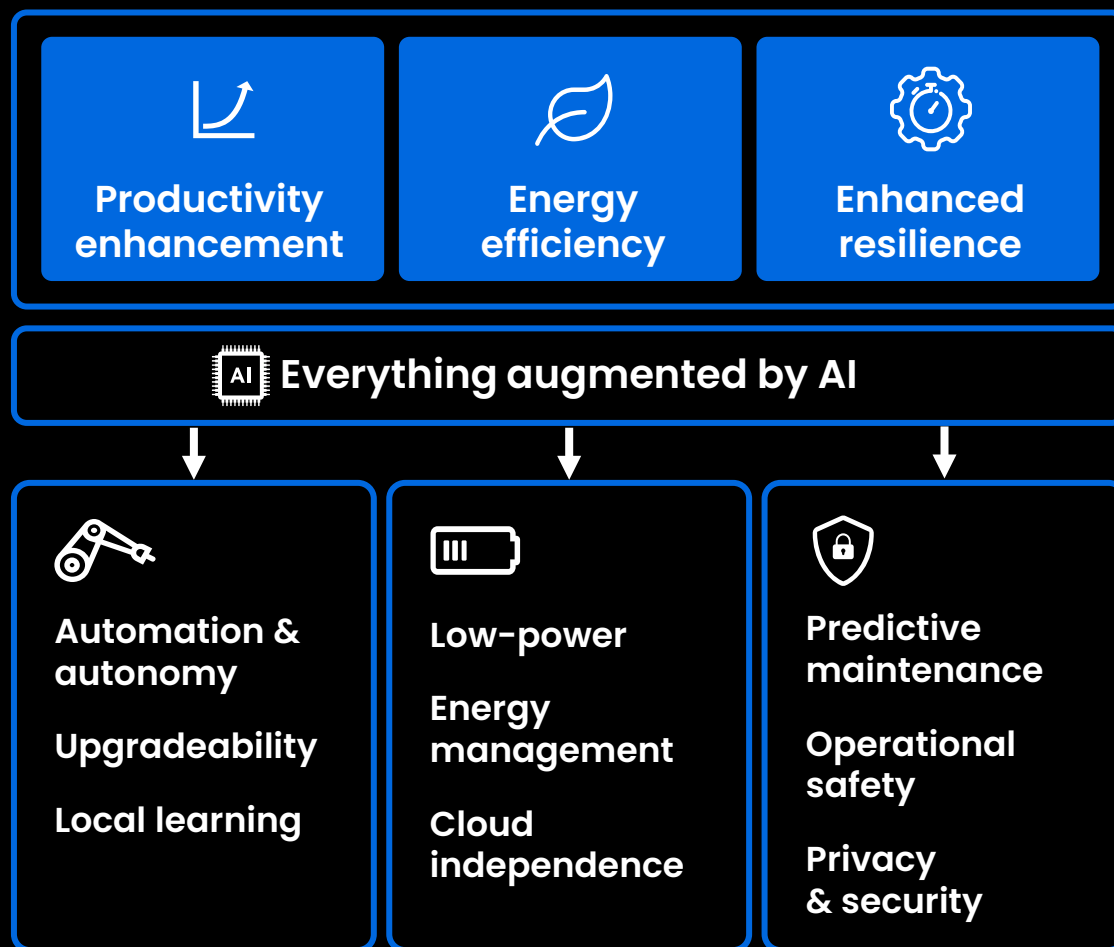 Productivity
enhancement
Energy
efficiency
Enhanced
resilience
AI Everything augmented by AI
Automation &
autonomy
Upgradeability
Local learning
Low-power
Energy
management
Cloud
independence
Predictive
maintenance
Operational
safety
Privacy
& security